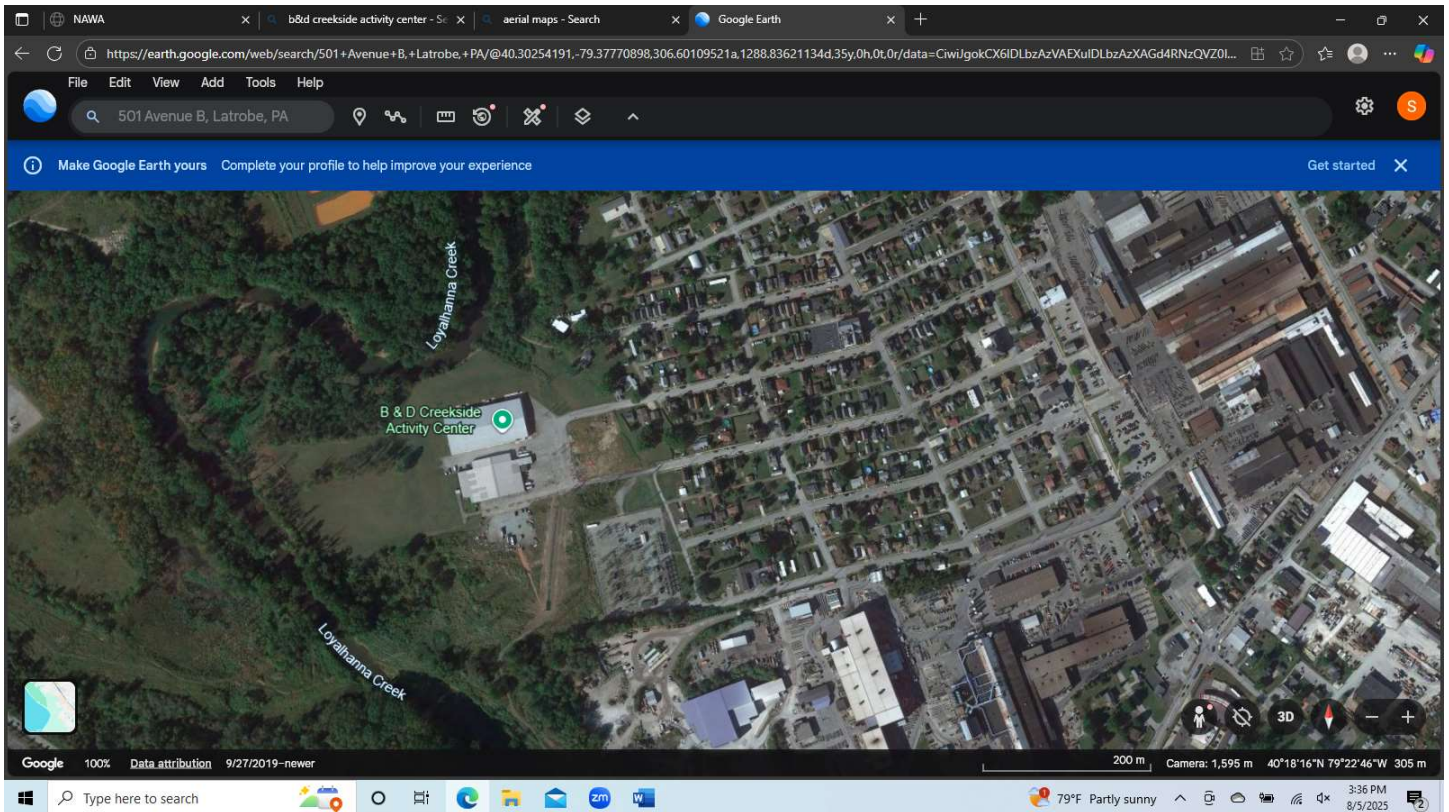 NAWA
b&td creekside activity center - Se
aerial maps - Search
Google Earth
https://earth.google.com/web/search/501+Avenue+B,+Latrobe,+PA/@40.30254191,-79.37770898,306.60109521a,1288.83621134d,35y,0h,0t,0r/data=CiwiJgokCX6IDLbzAzVAEXuIDLbzAzXAGd4RNzQVZ0l...
File Edit View Add Tools Help
501 Avenue B, Latrobe, PA
S
Make Google Earth yours Complete your profile to help improve your experience
Get started
Loyalhanna Creek
B & D Creekside
Activity Center
Loyalhanna Creek
3D
Google 100% Data attribution 9/27/2019-newer
200 m
Camera: 1,595 m 40°18'16"N 79°22'46"W 305 m
Type here to search
zm
W
79°F Partly sunny
3:36 PM
8/5/2025
2